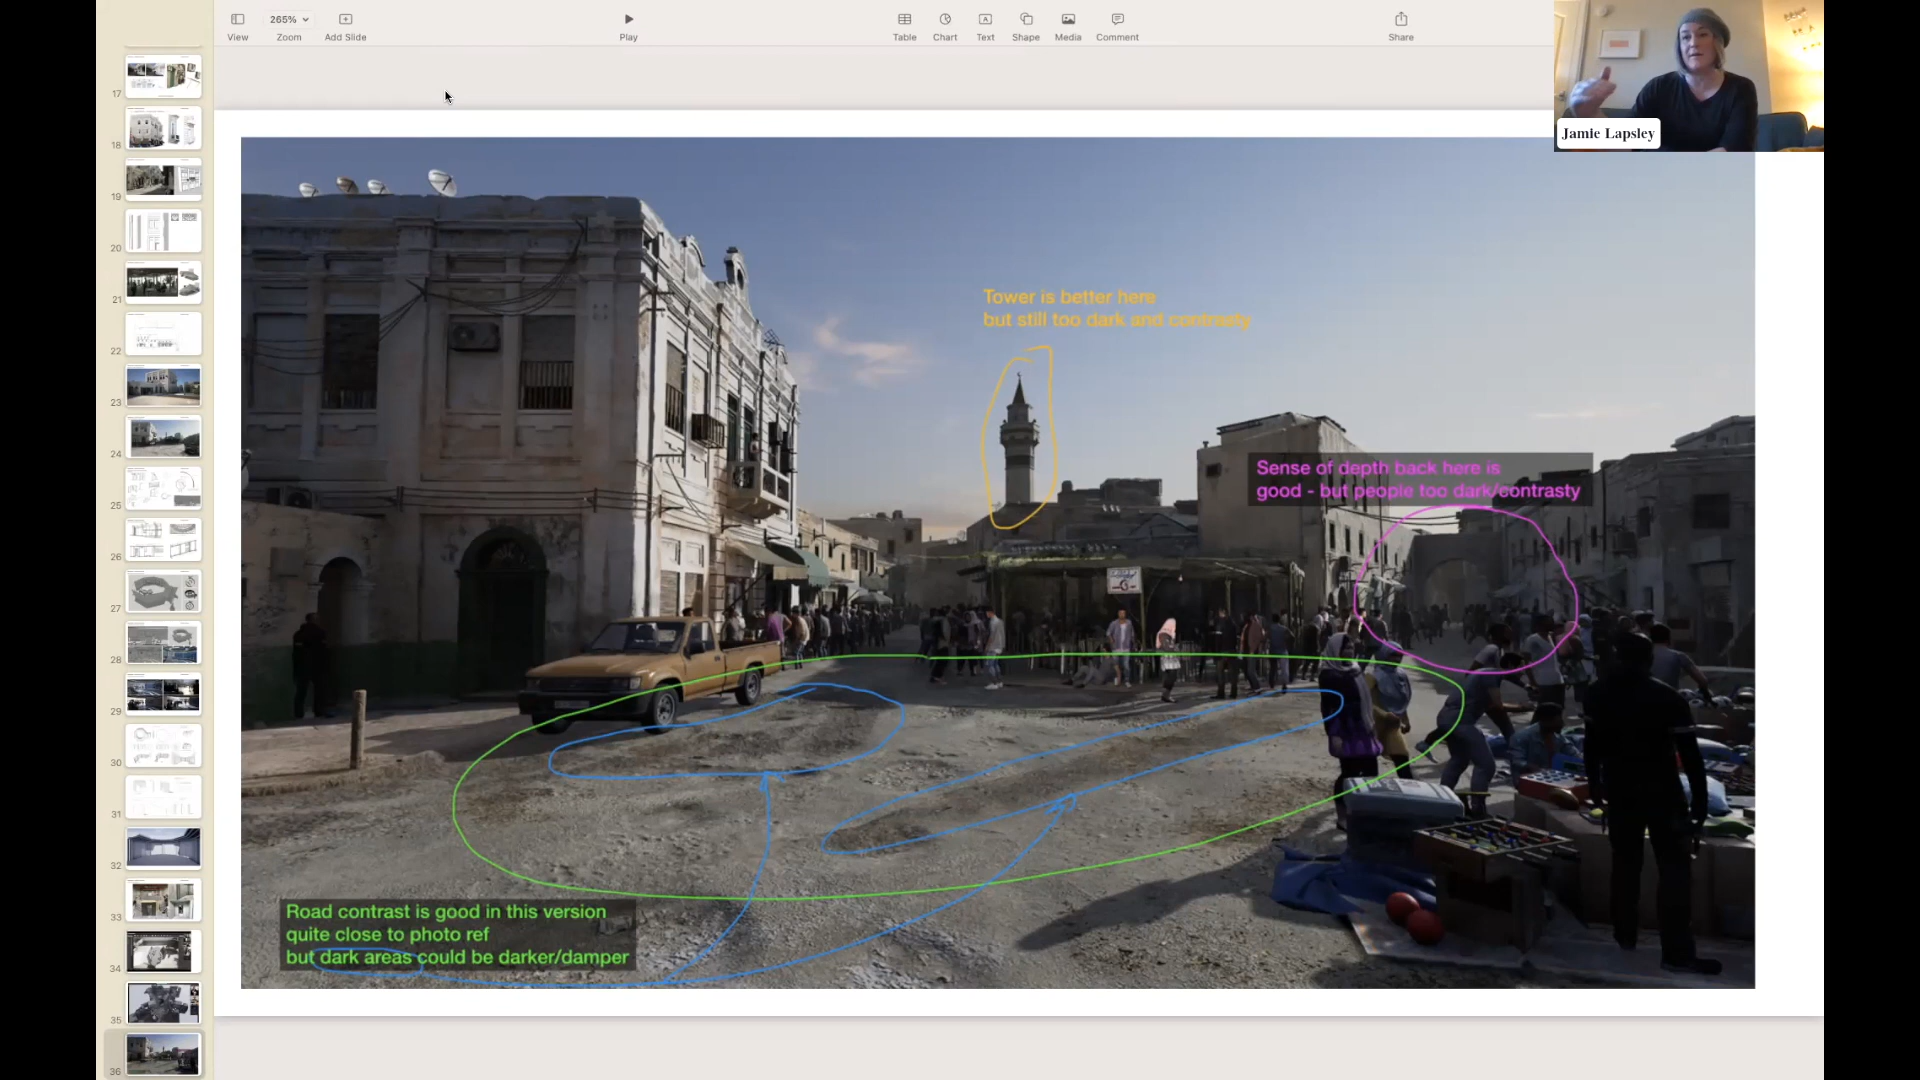 265%
View
Zoom
Add Slide
Play
Table
Chart
Text
Shape
Media
Comment
Share
Jamie Lapsley
17
18
19
20
21
22
23
24
25
26
27
28
29
30
31
32
33
34
35
36
Tower is better here
but still too dark and contrasty
Sense of depth back here is
good - but people too dark/contrasty
Road contrast is good in this version
quite close to photo ref
but dark areas could be darker/damper